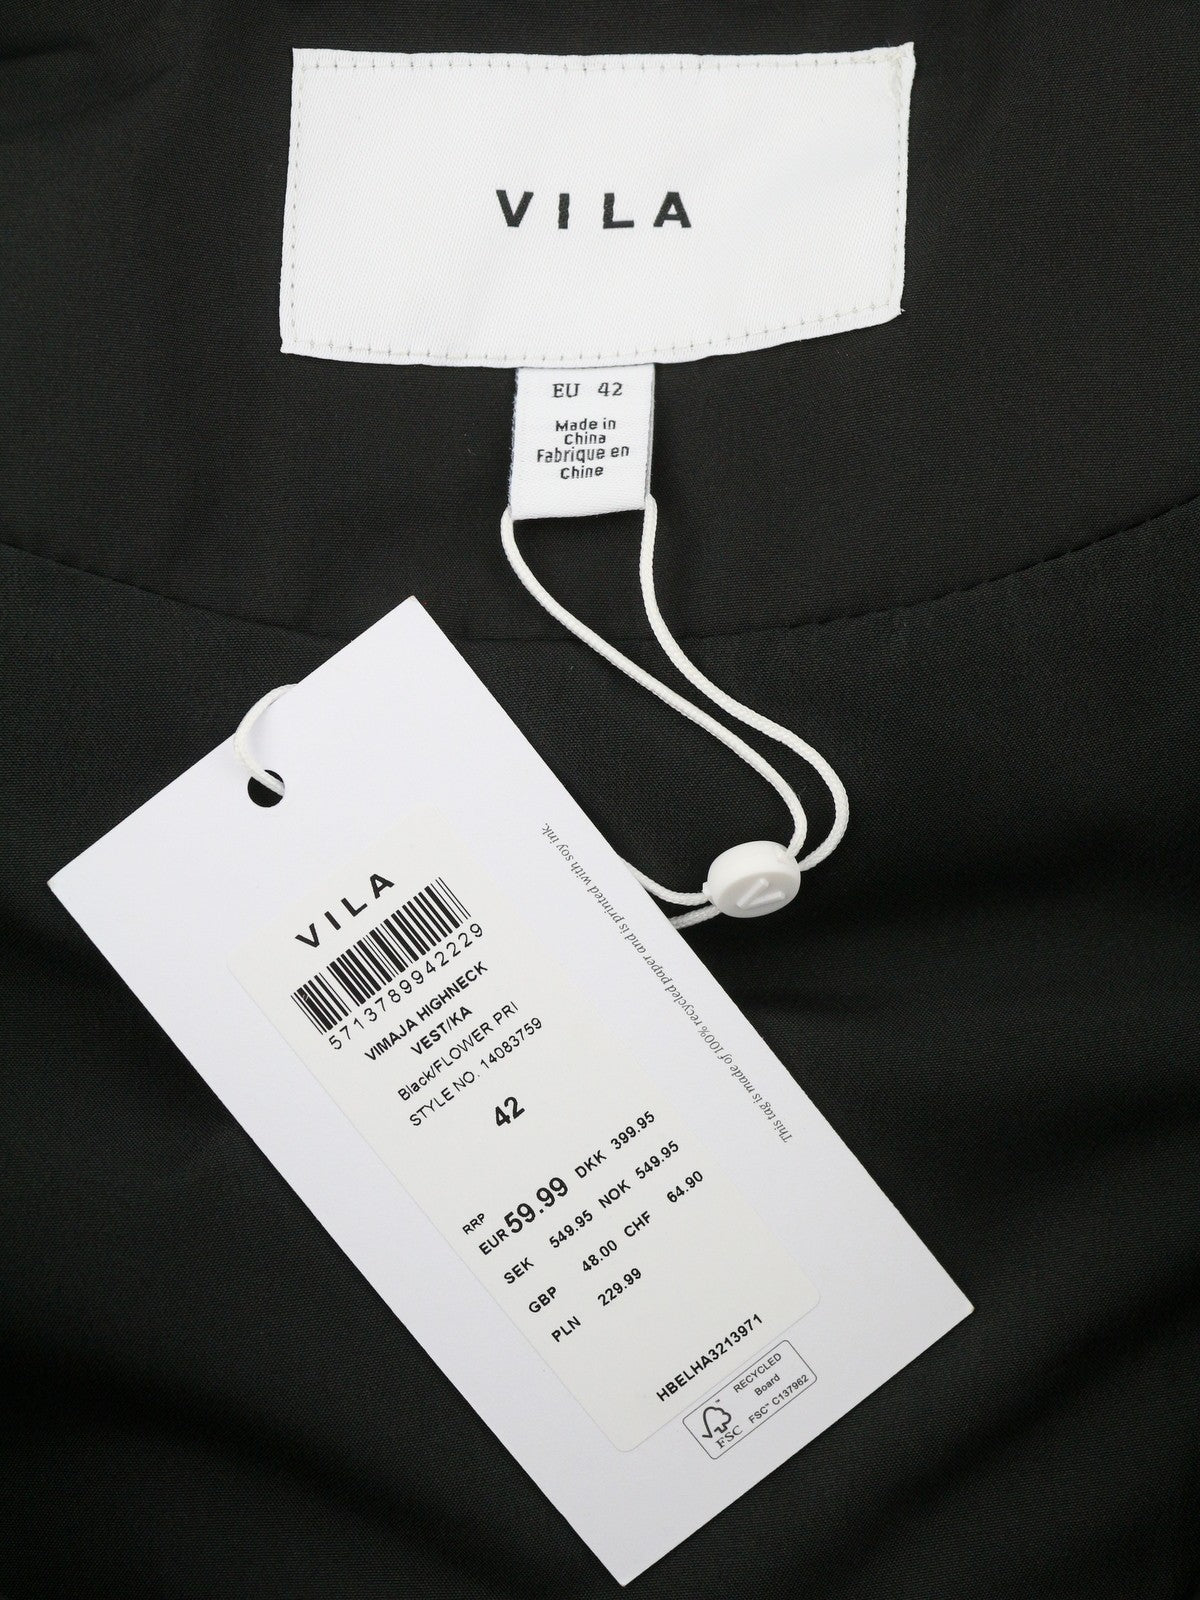 VILA
EU 42
Made in
China
Fabrique en
Chine
VILA
5713789942229
VIMAJA HIGHNECK
VEST/KA
Black/FLOWER PRI
STYLE NO. 14083759
42
RRP
EUR 59.99 DKK 399.95
SEK 549.95 NOK 549.95
GBP 48.00 CHF 64.90
PLN 229.99
HBELHA3213971
This tag is made of 100% recycled paper and is printed with soy ink.
FSC™
RECYCLED
Board
FSC™ C137962
V